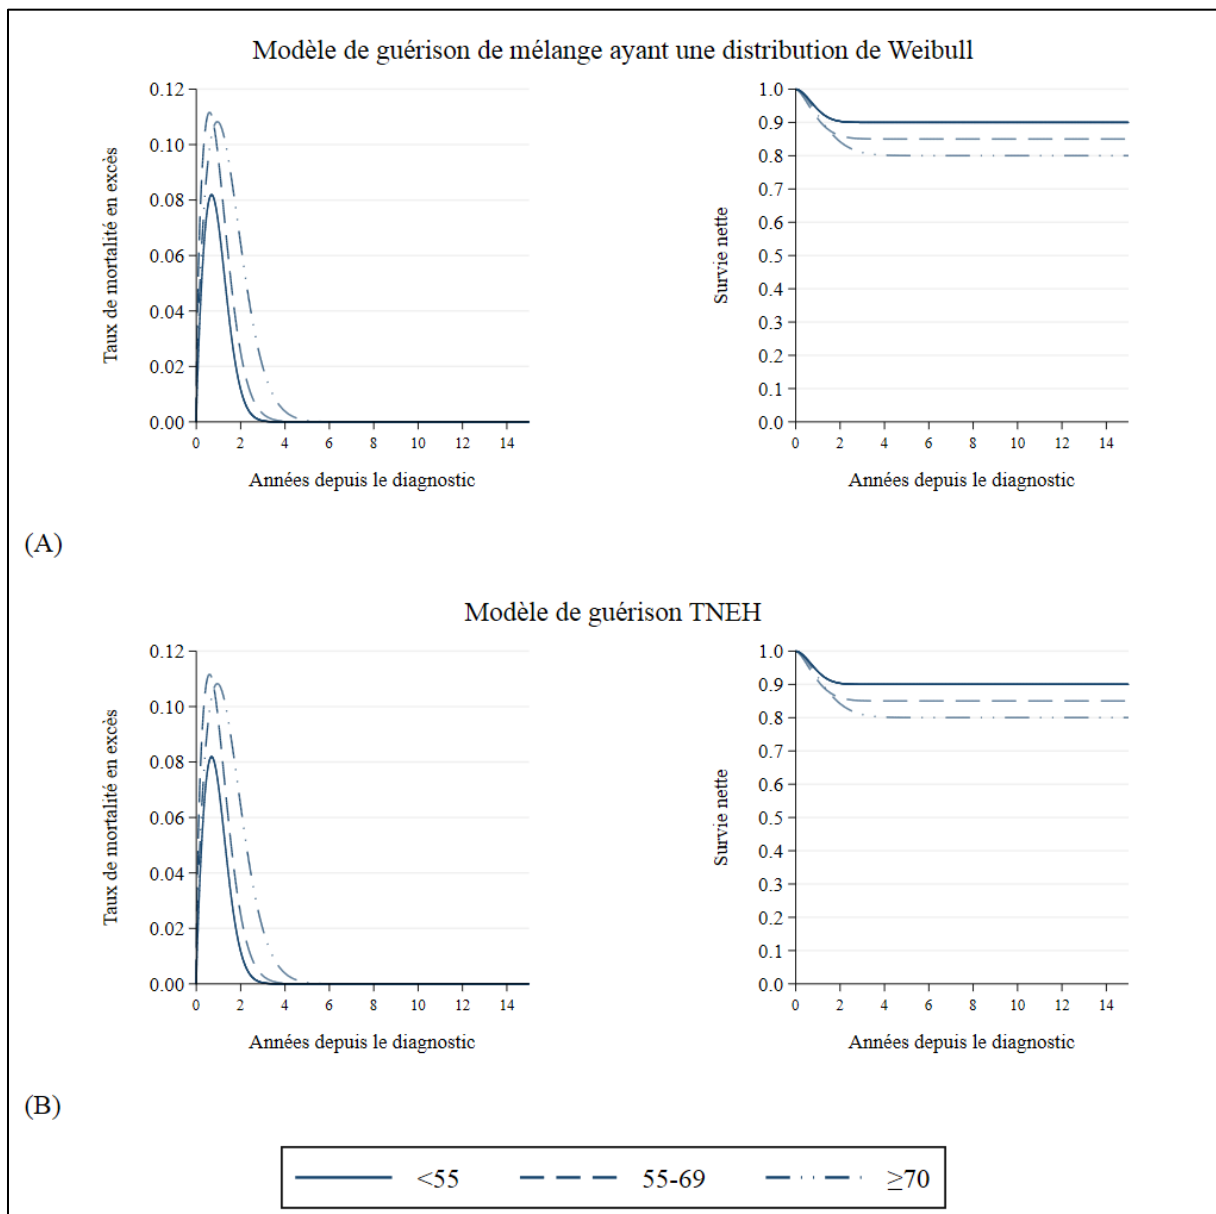 Modèle de guérison de mélange ayant une distribution de Weibull
Taux de mortalité en excès
0.12
0.10
0.08
0.06
0.04
0.02
0.00
0 2 4 6 8 10 12 14
Années depuis le diagnostic
Survie nette
1.0
0.9
0.8
0.7
0.6
0.5
0.4
0.3
0.2
0.1
0.0
0 2 4 6 8 10 12 14
Années depuis le diagnostic
(A)
Modèle de guérison TNEH
Taux de mortalité en excès
0.12
0.10
0.08
0.06
0.04
0.02
0.00
0 2 4 6 8 10 12 14
Années depuis le diagnostic
Survie nette
1.0
0.9
0.8
0.7
0.6
0.5
0.4
0.3
0.2
0.1
0.0
0 2 4 6 8 10 12 14
Années depuis le diagnostic
(B)
<55 55-69 ≥70